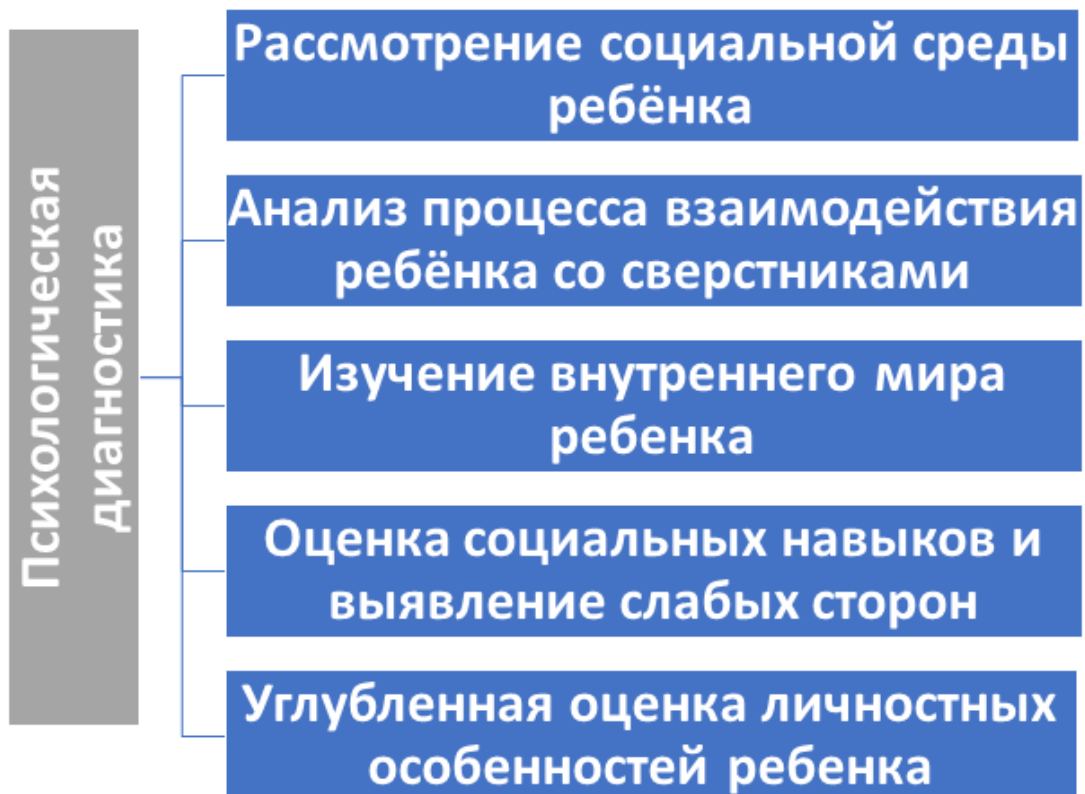 Психологическая
диагностика
Рассмотрение социальной среды
ребёнка
Анализ процесса взаимодействия
ребёнка со сверстниками
Изучение внутреннего мира
ребенка
Оценка социальных навыков и
выявление слабых сторон
Углубленная оценка личностных
особенностей ребенка